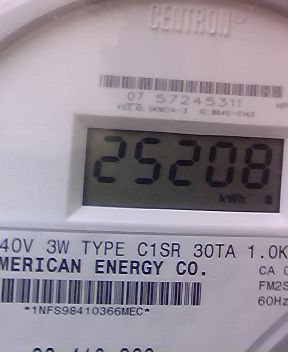 CENTRON®
07 57245311
25208
kWh
40V 3W TYPE C1SR 30TA 1.0K
MERICAN ENERGY CO. CA
FM2S
60Hz
*1NFS98410366MEC*